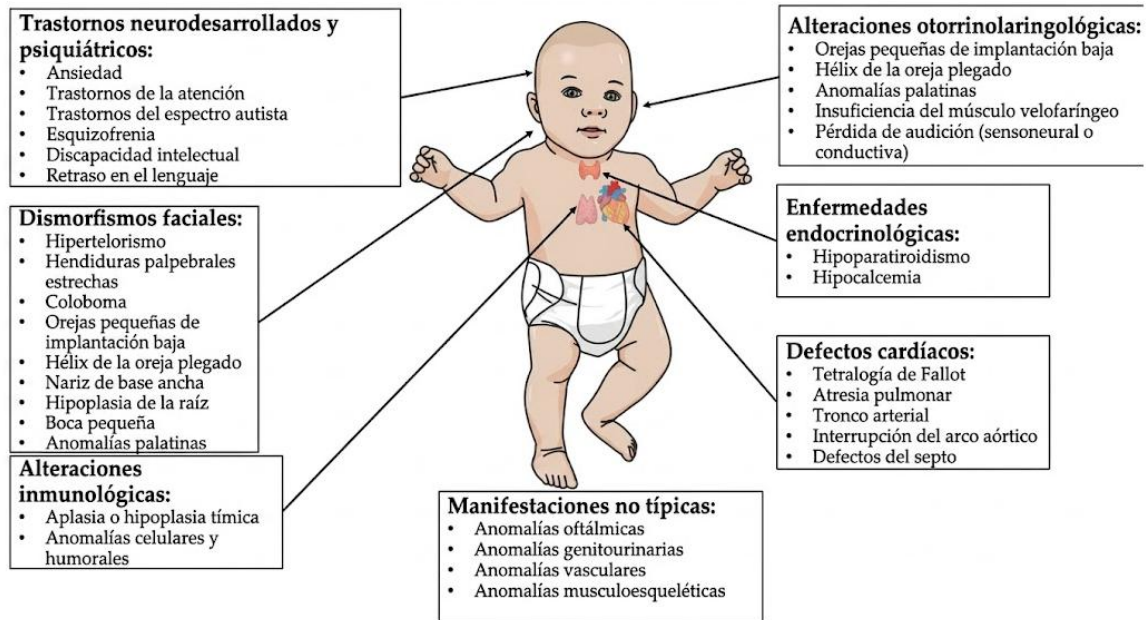 Trastornos neurodesarrollados y
psiquiátricos:
• Ansiedad
• Trastornos de la atención
• Trastornos del espectro autista
• Esquizofrenia
• Discapacidad intelectual
• Retraso en el lenguaje
Dismorfismos faciales:
• Hipertelorismo
• Hendiduras palpebrales
estrechas
• Coloboma
• Orejas pequeñas de
implantación baja
• Hélix de la oreja plegado
• Nariz de base ancha
• Hipoplasia de la raíz
• Boca pequeña
• Anomalías palatinas
Alteraciones
inmunológicas:
• Aplasia o hipoplasia tímica
• Anomalías celulares y
humorales
Manifestaciones no típicas:
• Anomalías oftálmicas
• Anomalías genitourinarias
• Anomalías vasculares
• Anomalías musculoesqueléticas
Alteraciones otorrinolaringológicas:
• Orejas pequeñas de implantación baja
• Hélix de la oreja plegado
• Anomalías palatinas
• Insuficiencia del músculo velofaríngeo
• Pérdida de audición (sensoneural o
conductiva)
Enfermedades
endocrinológicas:
• Hipoparatiroidismo
• Hipocalcemia
Defectos cardíacos:
• Tetralogía de Fallot
• Atresia pulmonar
• Tronco arterial
• Interrupción del arco aórtico
• Defectos del septo